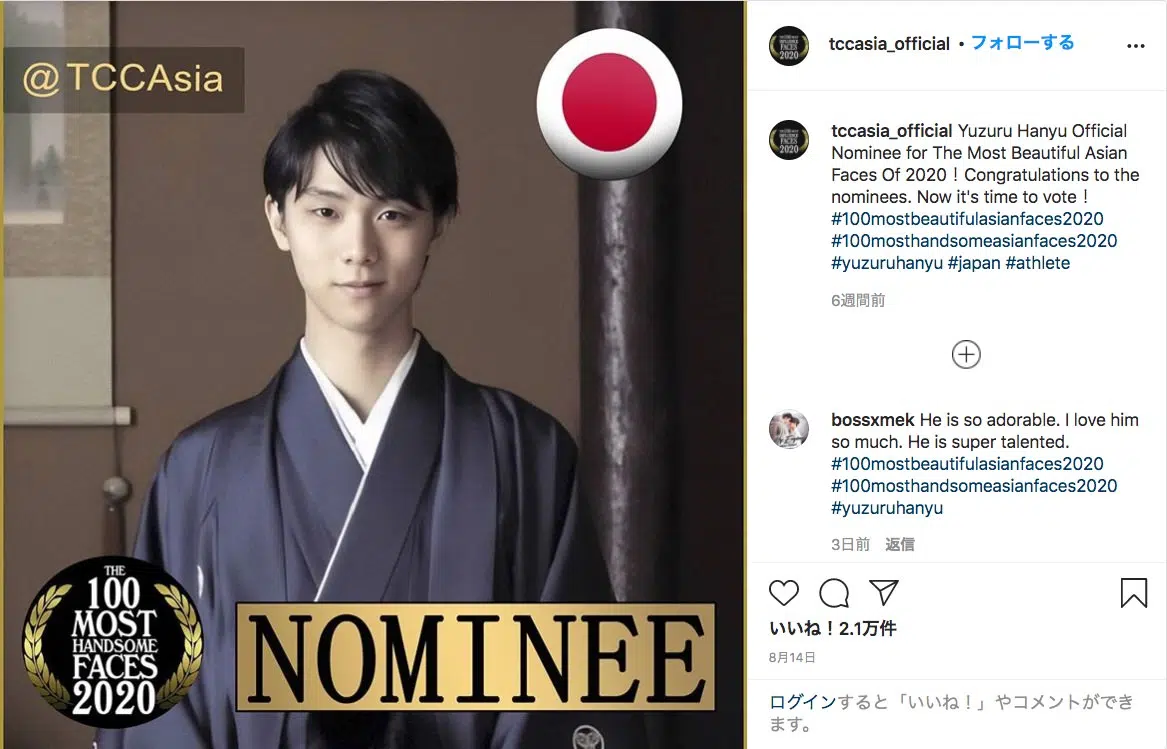 @TCCAsia
THE
100
MOST
HANDSOME
FACES
2020
NOMINEE
tccasia_official • フォローする
tccasia_official Yuzuru Hanyu Official
Nominee for The Most Beautiful Asian
Faces Of 2020！Congratulations to the
nominees. Now it's time to vote！
#100mostbeautifulasianfaces2020
#100mosthandsomeasianfaces2020
#yuzuruhanyu #japan #athlete
6週間前
bossxmek He is so adorable. I love him
so much. He is super talented.
#100mostbeautifulasianfaces2020
#100mosthandsomeasianfaces2020
#yuzuruhanyu
3日前 返信
いいね！2.1万件
8月14日
ログインすると「いいね！」やコメントができ
ます。